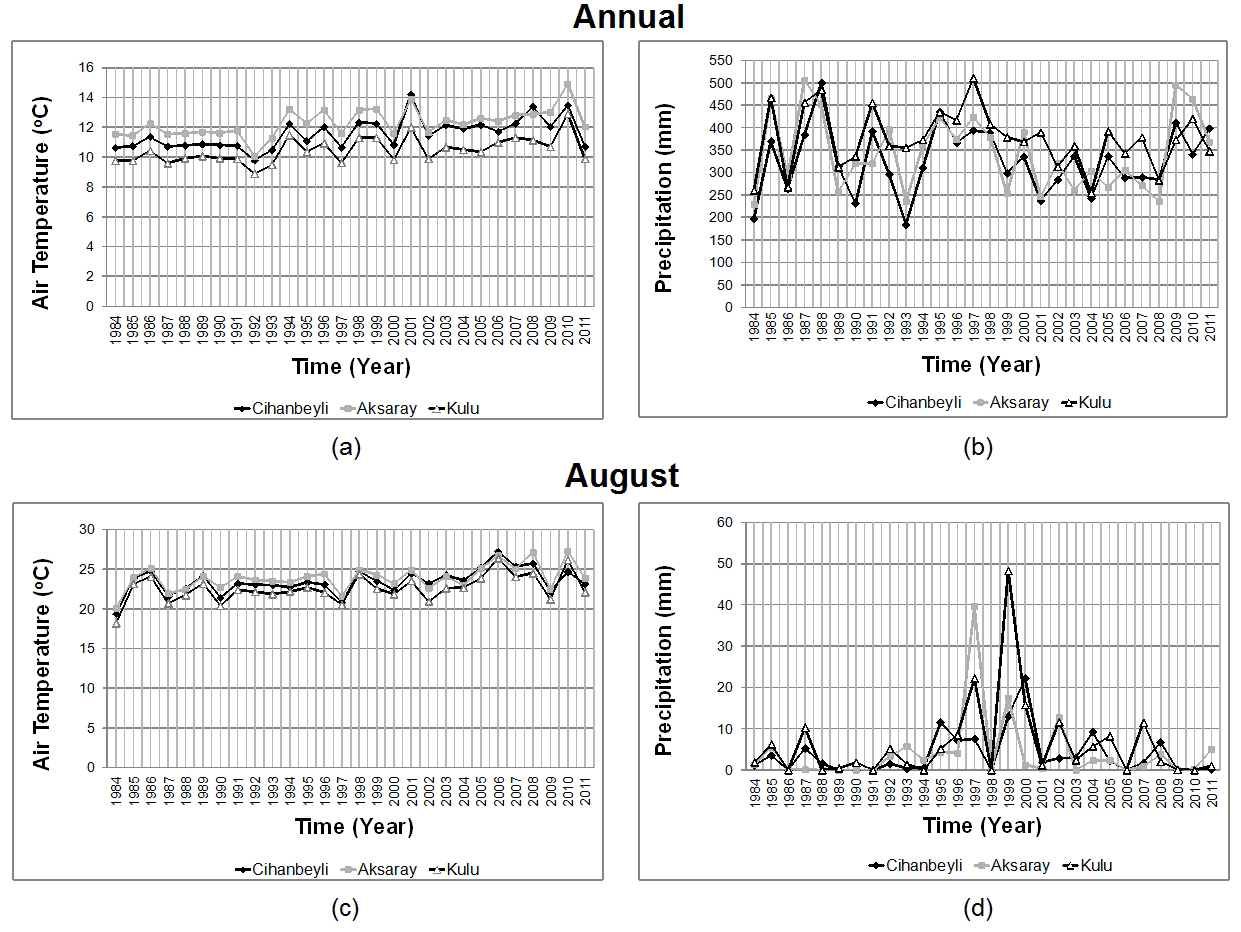 Annual
Air Temperature (ºC)
16
14
12
10
8
6
4
2
0
1984 1985 1986 1987 1988 1989 1990 1991 1992 1993 1994 1995 1996 1997 1998 1999 2000 2001 2002 2003 2004 2005 2006 2007 2008 2009 2010 2011
Time (Year)
Cihanbeyli Aksaray Kulu
(a)
Precipitation (mm)
550
500
450
400
350
300
250
200
150
100
50
0
1984 1985 1986 1987 1988 1989 1990 1991 1992 1993 1994 1995 1996 1997 1998 1999 2000 2001 2002 2003 2004 2005 2006 2007 2008 2009 2010 2011
Time (Year)
Cihanbeyli Aksaray Kulu
(b)
August
Air Temperature (ºC)
30
25
20
15
10
5
0
1984 1985 1986 1987 1988 1989 1990 1991 1992 1993 1994 1995 1996 1997 1998 1999 2000 2001 2002 2003 2004 2005 2006 2007 2008 2009 2010 2011
Time (Year)
Cihanbeyli Aksaray Kulu
(c)
Precipitation (mm)
60
50
40
30
20
10
0
1984 1985 1986 1987 1988 1989 1990 1991 1992 1993 1994 1995 1996 1997 1998 1999 2000 2001 2002 2003 2004 2005 2006 2007 2008 2009 2010 2011
Time (Year)
Cihanbeyli Aksaray Kulu
(d)